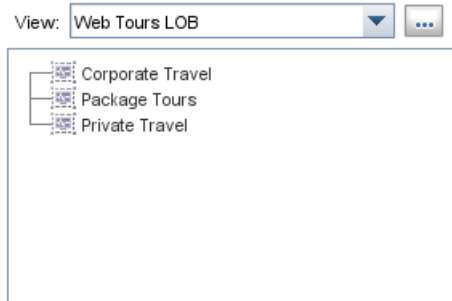 View: Web Tours LOB ...
Corporate Travel
Package Tours
Private Travel